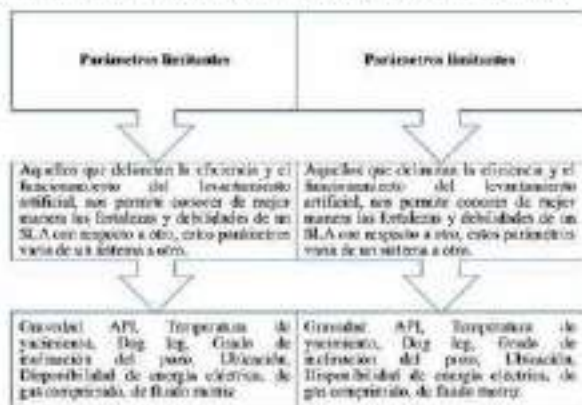 Parámetros limitantes
Parámetros limitantes
Aquellos que delimitan la eficiencia y el
funcionamiento del levantamiento
artificial, nos permite conocer de mejor
manera las fortalezas y debilidades de un
SLA con respecto a otro, estos parámetros
varía de un sistema a otro.
Aquellos que delimitan la eficiencia y el
funcionamiento del levantamiento
artificial, nos permite conocer de mejor
manera las fortalezas y debilidades de un
SLA con respecto a otro, estos parámetros
varía de un sistema a otro.
Gravedad API, Temperatura de
yacimiento, Dog leg, Grado de
inclinación del pozo, Ubicación,
Disponibilidad de energía eléctrica, de
gas comprimido, de fluido motriz
Gravedad API, Temperatura de
yacimiento, Dog leg, Grado de
inclinación del pozo, Ubicación,
Disponibilidad de energía eléctrica, de
gas comprimido, de fluido motriz